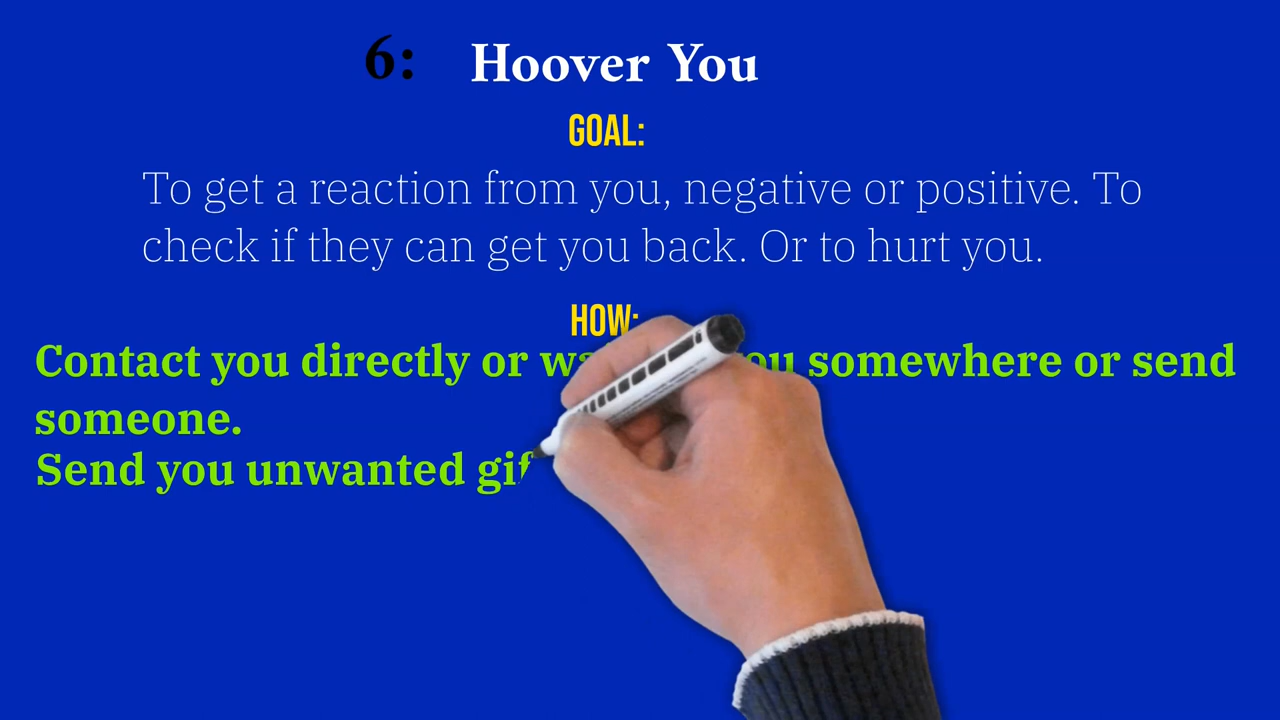 6: Hoover You
GOAL:
To get a reaction from you, negative or positive. To
check if they can get you back. Or to hurt you.
HOW:
Contact you directly or you somewhere or send
someone.
Send you unwanted